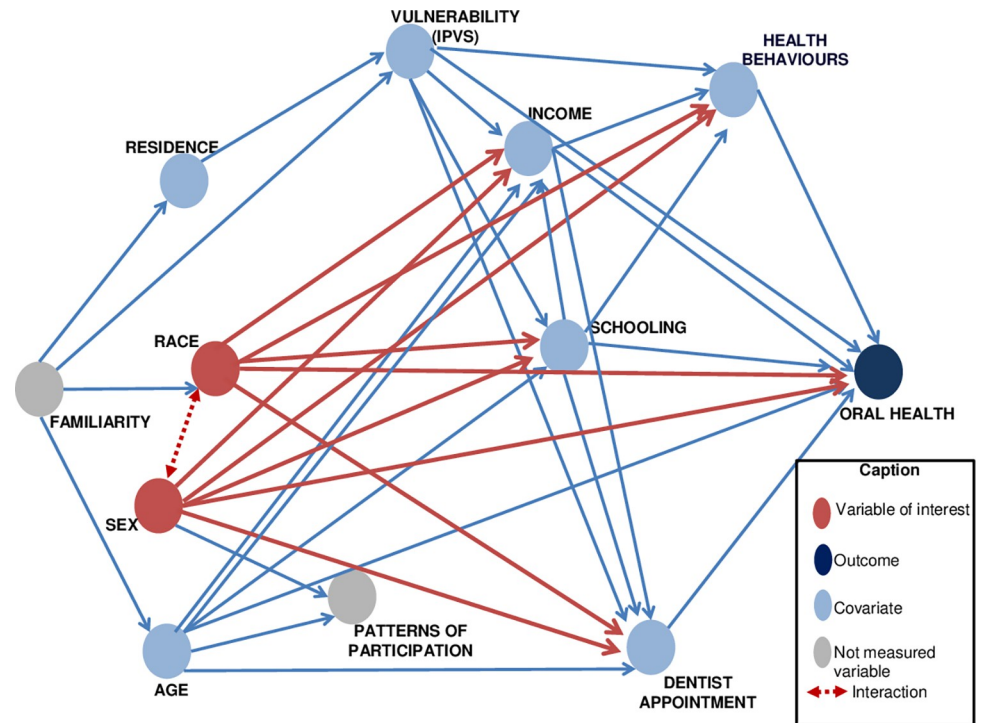 VULNERABILITY
(IPVS)
HEALTH
BEHAVIOURS
INCOME
RESIDENCE
RACE
SCHOOLING
FAMILIARITY
ORAL HEALTH
SEX
PATTERNS OF
PARTICIPATION
AGE
DENTIST
APPOINTMENT
Caption
Variable of interest
Outcome
Covariate
Not measured
variable
Interaction